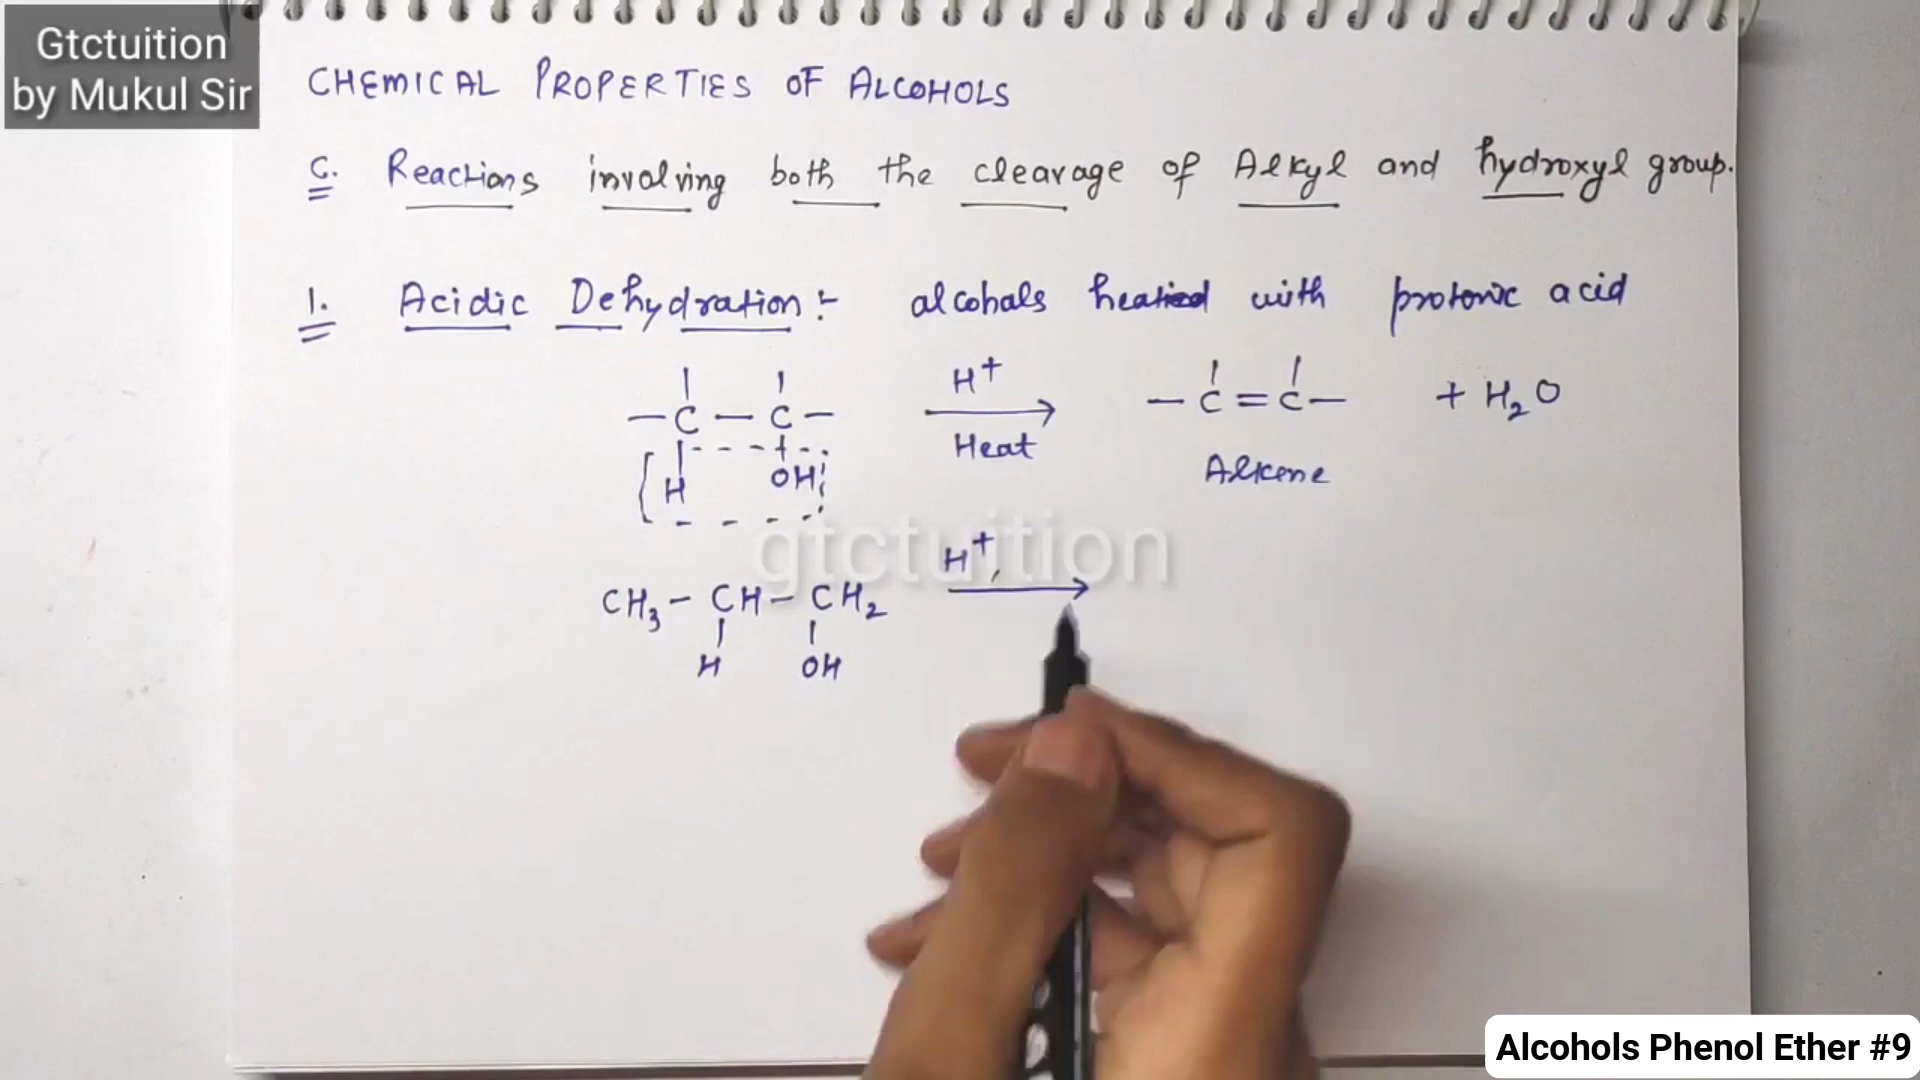 Gtctuition
by Mukul Sir
CHEMICAL PROPERTIES OF ALCOHOLS
C. Reactions involving both the cleavage of Alkyl and hydroxyl group.
1. Acidic Dehydration :- alcohals heated with protonic acid
H+
— C — C — → — C = C — + H2O
Heat
H OH
Alkene
gtctuition
H+,
CH3 – CH – CH2 →
H OH
Alcohols Phenol Ether #9